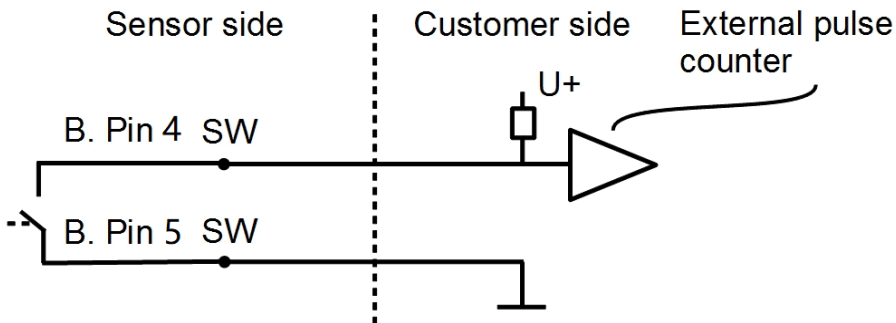 Sensor side
Customer side
External pulse
counter
U+
B. Pin 4 SW
B. Pin 5 SW